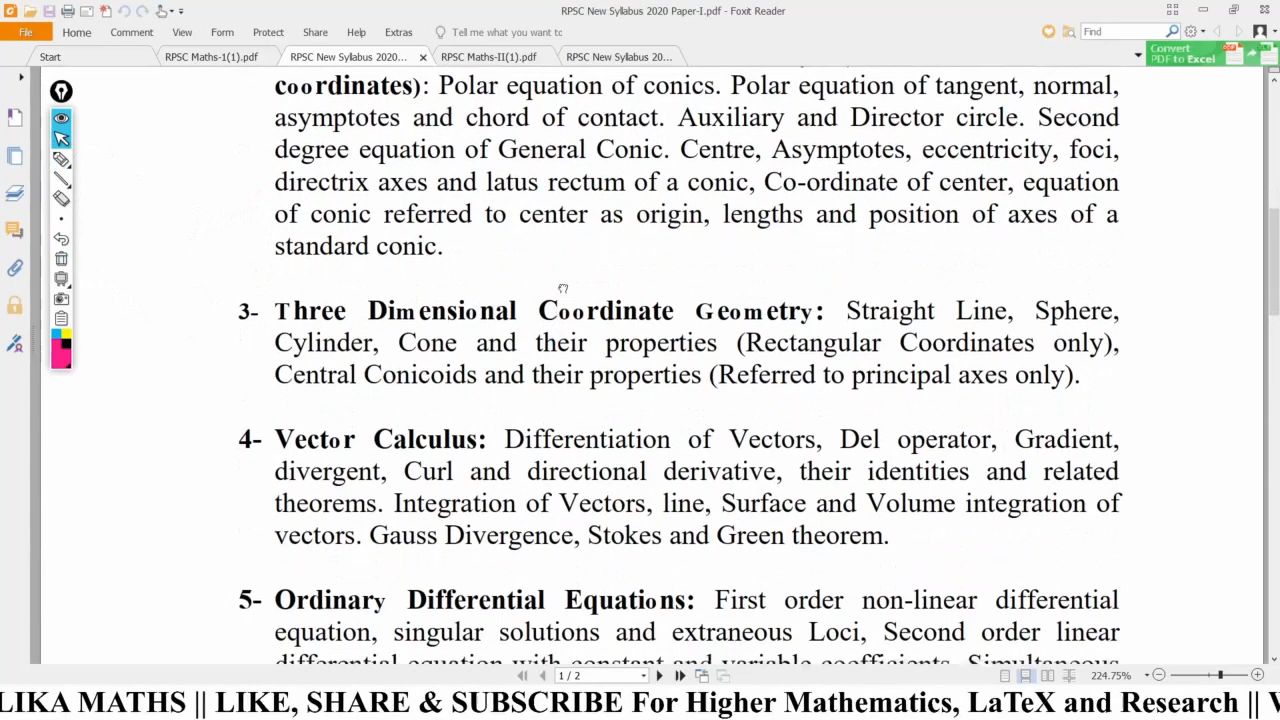 RPSC New Syllabus 2020 Paper-I.pdf - Foxit Reader
File Home Comment View Form Protect Share Help Extras Tell me what you want to... Find
Start RPSC Maths-1(1).pdf RPSC New Syllabus 2020... RPSC Maths-II(1).pdf RPSC New Syllabus 20...
Convert
PDF to Excel
coordinates): Polar equation of conics. Polar equation of tangent, normal,
asymptotes and chord of contact. Auxiliary and Director circle. Second
degree equation of General Conic. Centre, Asymptotes, eccentricity, foci,
directrix axes and latus rectum of a conic, Co-ordinate of center, equation
of conic referred to center as origin, lengths and position of axes of a
standard conic.
3- Three Dimensional Coordinate Geometry: Straight Line, Sphere,
Cylinder, Cone and their properties (Rectangular Coordinates only),
Central Conicoids and their properties (Referred to principal axes only).
4- Vector Calculus: Differentiation of Vectors, Del operator, Gradient,
divergent, Curl and directional derivative, their identities and related
theorems. Integration of Vectors, line, Surface and Volume integration of
vectors. Gauss Divergence, Stokes and Green theorem.
5- Ordinary Differential Equations: First order non-linear differential
equation, singular solutions and extraneous Loci, Second order linear
differential equation with constant and variable coefficients, Simultaneous
1 / 2 224.75%
LIKA MATHS || LIKE, SHARE & SUBSCRIBE For Higher Mathematics, LaTeX and Research || V